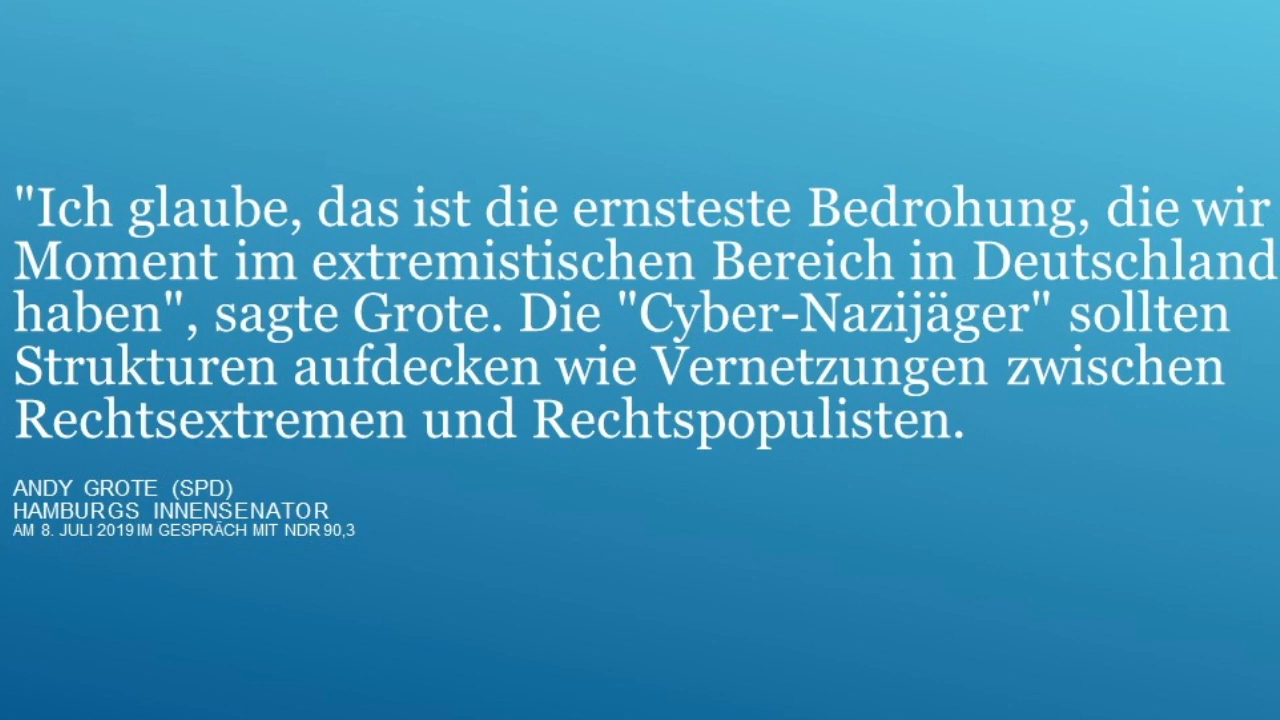 "Ich glaube, das ist die ernsteste Bedrohung, die wir
Moment im extremistischen Bereich in Deutschland
haben", sagte Grote. Die "Cyber-Nazijäger" sollten
Strukturen aufdecken wie Vernetzungen zwischen
Rechtsextremen und Rechtspopulisten.
ANDY GROTE (SPD)
HAMBURGS INNENSENATOR
AM 8. JULI 2019 IM GESPRÄCH MIT NDR 90,3